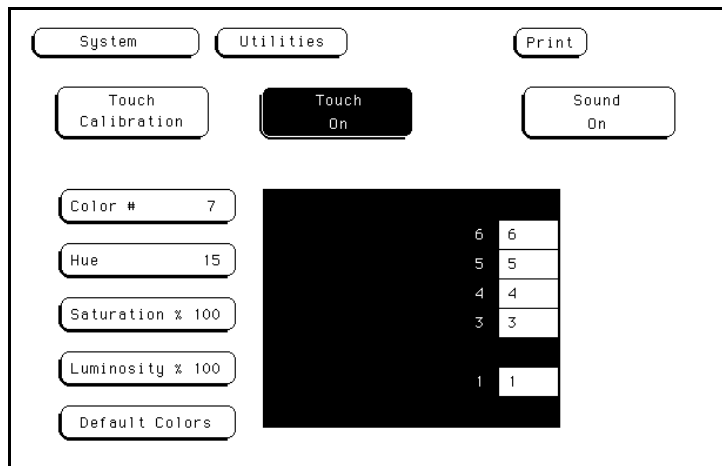 System Utilities Print
Touch Calibration
Touch On
Sound On
Color # 7
Hue 15
Saturation % 100
Luminosity % 100
Default Colors
6 6
5 5
4 4
3 3
1 1